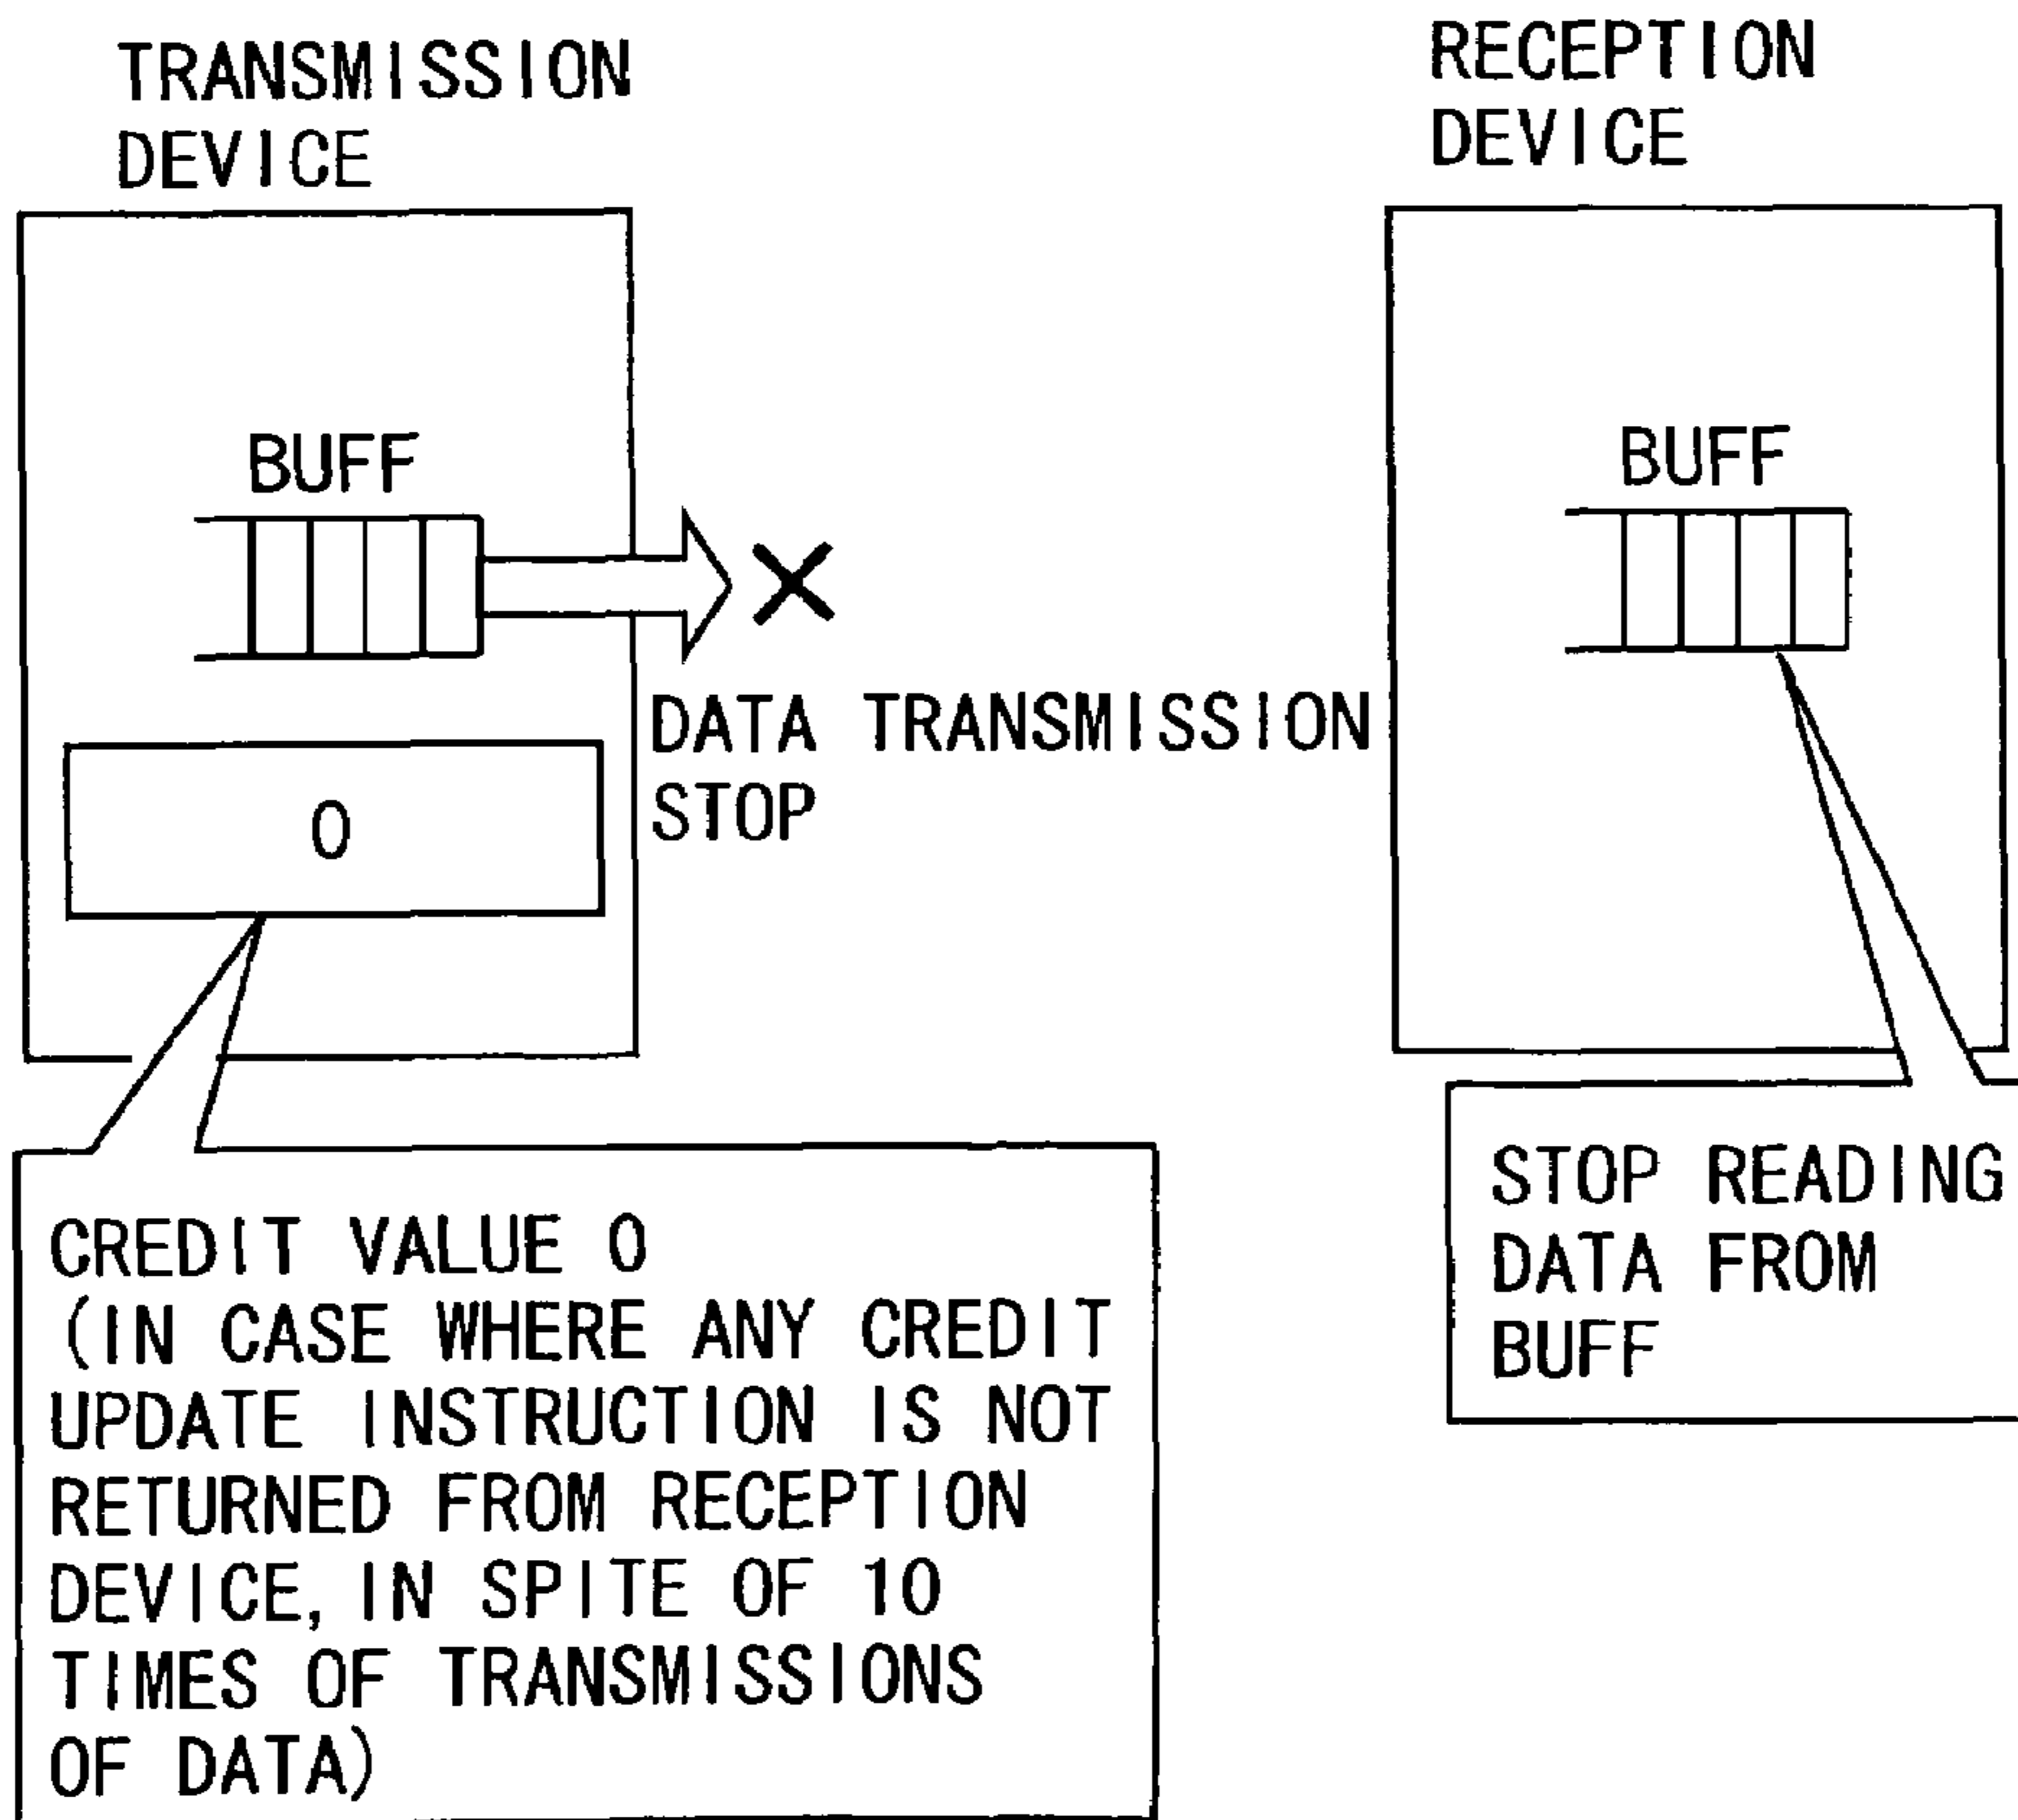 TRANSMISSION
DEVICE
RECEPTION
DEVICE
BUFF
BUFF
DATA TRANSMISSION
STOP
0
CREDIT VALUE 0
(IN CASE WHERE ANY CREDIT
UPDATE INSTRUCTION IS NOT
RETURNED FROM RECEPTION
DEVICE, IN SPITE OF 10
TIMES OF TRANSMISSIONS
OF DATA)
STOP READING
DATA FROM
BUFF